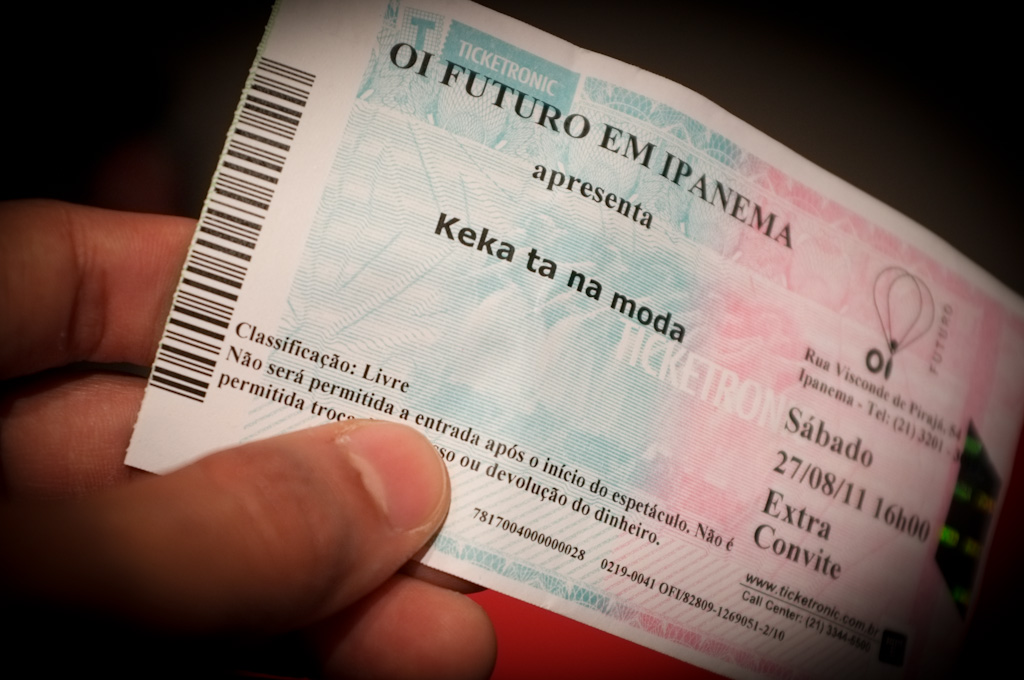 TICKETRONIC
OI FUTURO EM IPANEMA
apresenta
Keka ta na moda
TICKETRON
OI
FUTURO
Rua Visconde de Pirajá, 54
Ipanema - Tel: (21) 3201 -
Sábado
27/08/11 16h00
Extra
Convite
Classificação: Livre
Não será permitida a entrada após o início do espetáculo. Não é
permitida troca ou devolução do dinheiro.
7817004000000028 0219-0041 OFI/82809-1269051-2/10
www.ticketronic.com.br
Call Center: (21)